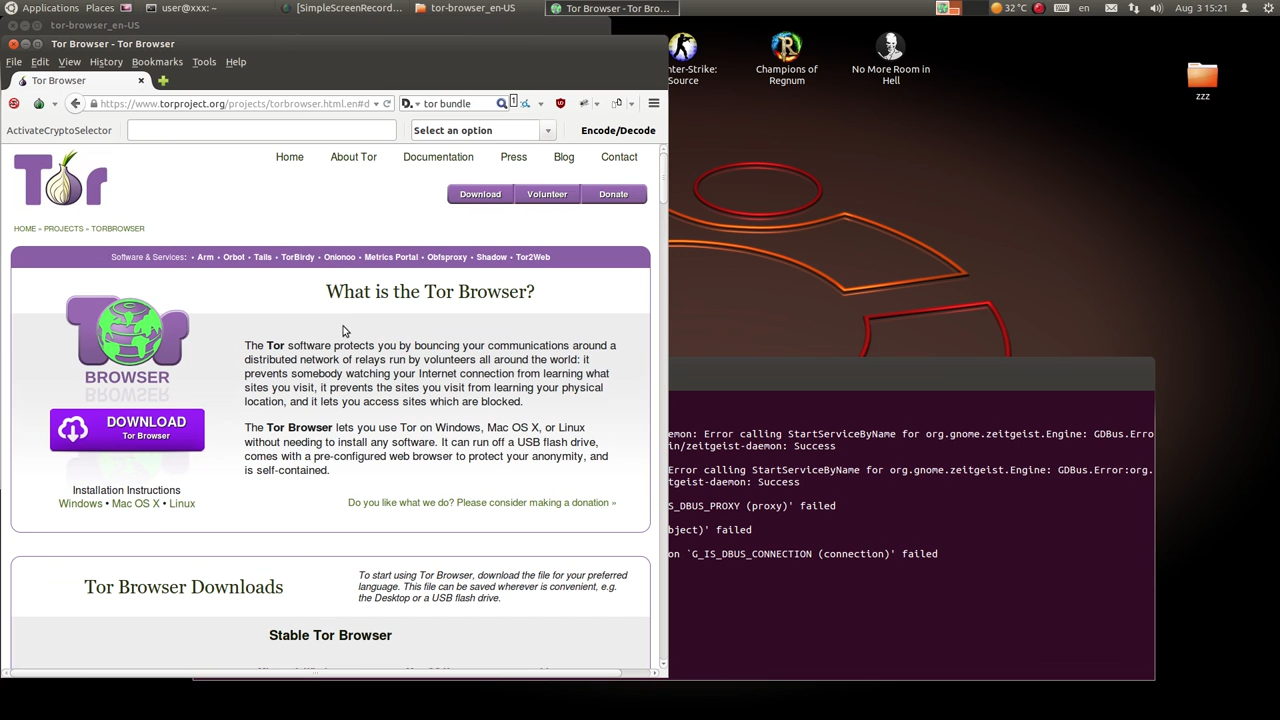 Applications Places user@xxx: ~ [SimpleScreenRecord... tor-browser_en-US Tor Browser - Tor Bro... 32 °C en Aug 3 15:21
tor-browser_en-US
Tor Browser - Tor Browser
File Edit View History Bookmarks Tools Help
Tor Browser
https://www.torproject.org/projects/torbrowser.html.en#d tor bundle 1
ActivateCryptoSelector Select an option Encode/Decode
Tor
Home About Tor Documentation Press Blog Contact
Download Volunteer Donate
HOME » PROJECTS » TORBROWSER
Software & Services: • Arm • Orbot • Tails • TorBirdy • Onionoo • Metrics Portal • Obfsproxy • Shadow • Tor2Web
What is the Tor Browser?
Tor
BROWSER
DOWNLOAD
Tor Browser
Installation Instructions
Windows • Mac OS X • Linux
The Tor software protects you by bouncing your communications around a
distributed network of relays run by volunteers all around the world: it
prevents somebody watching your Internet connection from learning what
sites you visit, it prevents the sites you visit from learning your physical
location, and it lets you access sites which are blocked.
The Tor Browser lets you use Tor on Windows, Mac OS X, or Linux
without needing to install any software. It can run off a USB flash drive,
comes with a pre-configured web browser to protect your anonymity, and
is self-contained.
Do you like what we do? Please consider making a donation »
Tor Browser Downloads
To start using Tor Browser, download the file for your preferred
language. This file can be saved wherever is convenient, e.g.
the Desktop or a USB flash drive.
Stable Tor Browser
nter-Strike:
Source
Champions of
Regnum
No More Room in
Hell
zzz
emon: Error calling StartServiceByName for org.gnome.zeitgeist.Engine: GDBus.Erro
in/zeitgeist-daemon: Success
Error calling StartServiceByName for org.gnome.zeitgeist.Engine: GDBus.Error:org.
tgeist-daemon: Success
S_DBUS_PROXY (proxy)' failed
bject)' failed
on `G_IS_DBUS_CONNECTION (connection)' failed